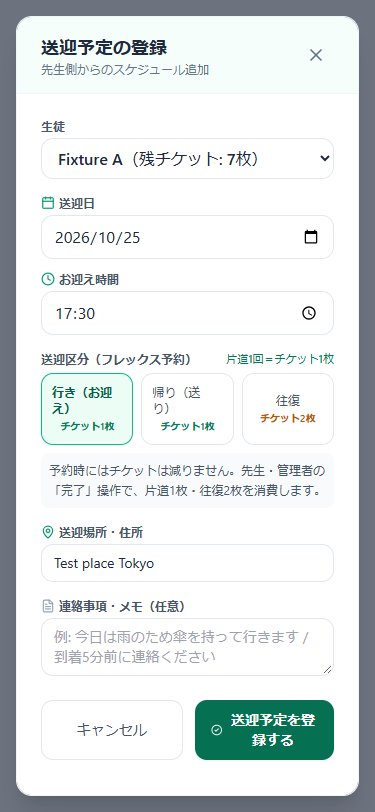 送迎予定の登録
先生側からのスケジュール追加
生徒
Fixture A（残チケット: 7枚）
送迎日
2026/10/25
お迎え時間
17:30
送迎区分（フレックス予約）
片道1回＝チケット1枚
行き（お迎
え）
チケット1枚
帰り（送
り）
チケット1枚
往復
チケット2枚
予約時にはチケットは減りません。先生・管理者の
「完了」操作で、片道1枚・往復2枚を消費します。
送迎場所・住所
Test place Tokyo
連絡事項・メモ（任意）
例: 今日は雨のため傘を持って行きます /
到着5分前に連絡ください
キャンセル
送迎予定を登
録する